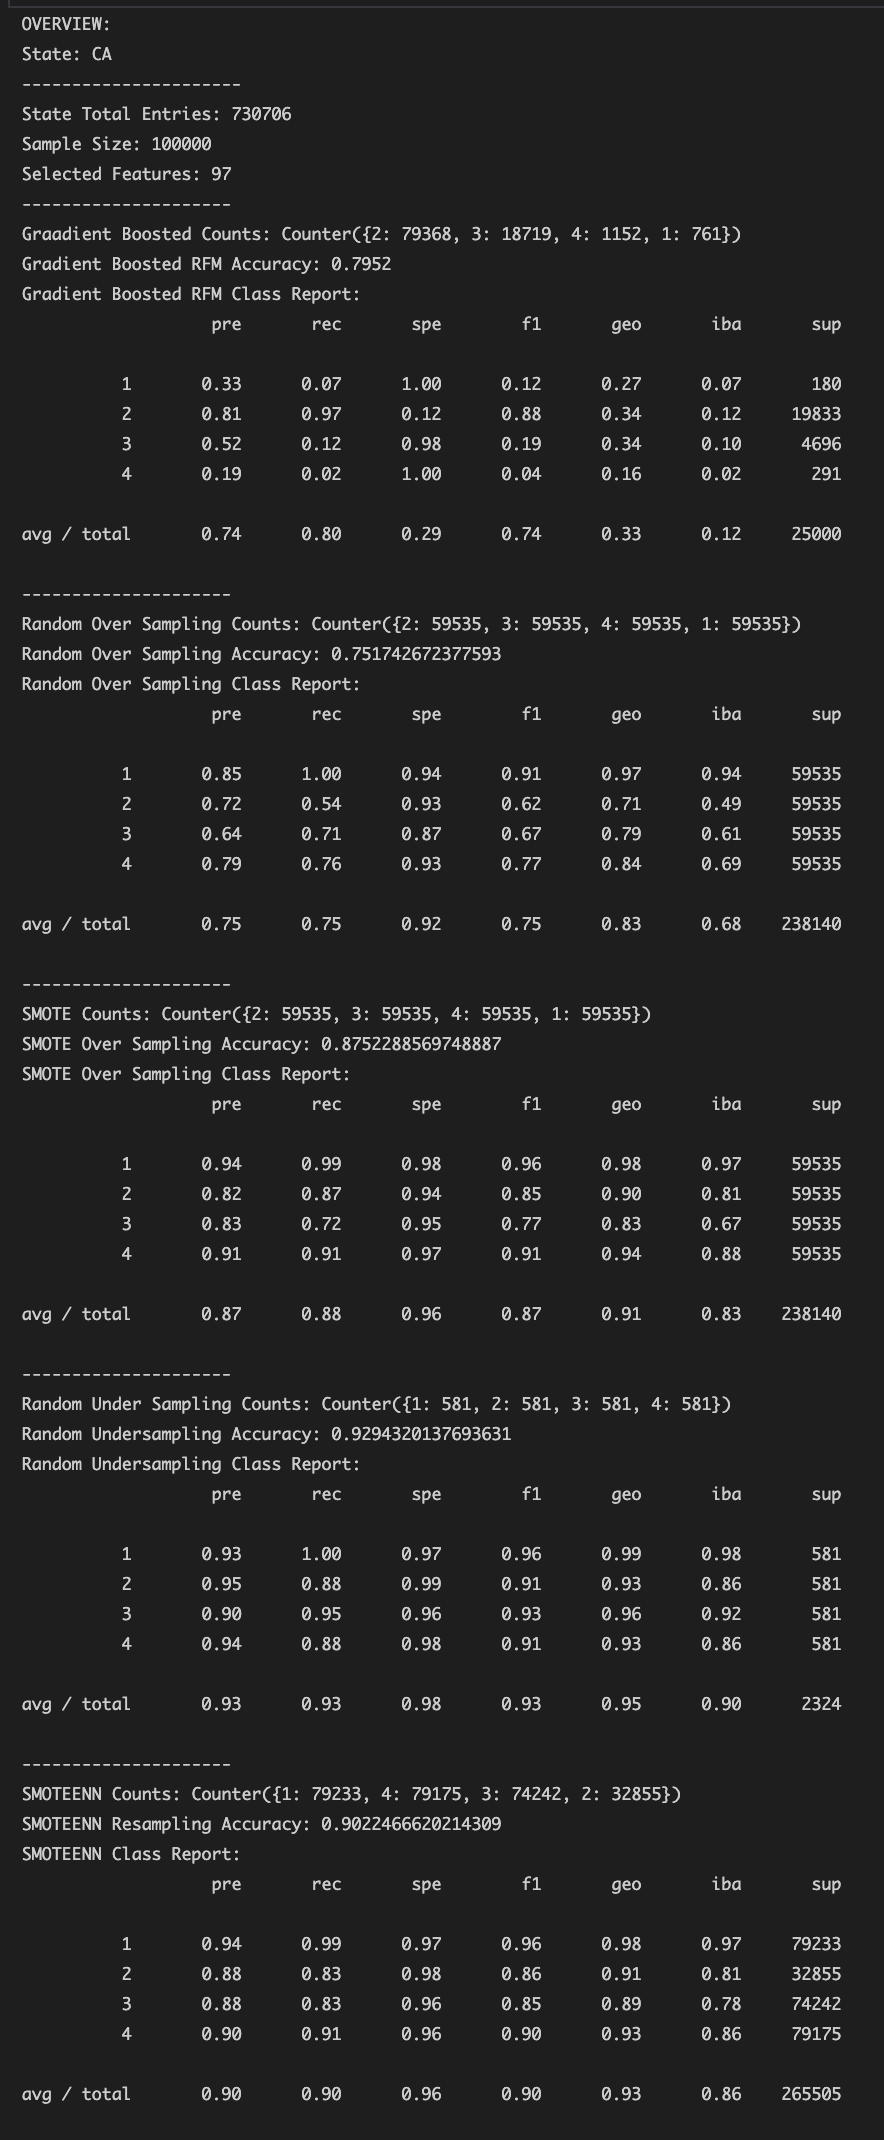 OVERVIEW:
State: CA
----------------------
State Total Entries: 730706
Sample Size: 100000
Selected Features: 97
---------------------
Graadient Boosted Counts: Counter({2: 79368, 3: 18719, 4: 1152, 1: 761})
Gradient Boosted RFM Accuracy: 0.7952
Gradient Boosted RFM Class Report:
pre rec spe f1 geo iba sup
1 0.33 0.07 1.00 0.12 0.27 0.07 180
2 0.81 0.97 0.12 0.88 0.34 0.12 19833
3 0.52 0.12 0.98 0.19 0.34 0.10 4696
4 0.19 0.02 1.00 0.04 0.16 0.02 291
avg / total 0.74 0.80 0.29 0.74 0.33 0.12 25000
---------------------
Random Over Sampling Counts: Counter({2: 59535, 3: 59535, 4: 59535, 1: 59535})
Random Over Sampling Accuracy: 0.751742672377593
Random Over Sampling Class Report:
pre rec spe f1 geo iba sup
1 0.85 1.00 0.94 0.91 0.97 0.94 59535
2 0.72 0.54 0.93 0.62 0.71 0.49 59535
3 0.64 0.71 0.87 0.67 0.79 0.61 59535
4 0.79 0.76 0.93 0.77 0.84 0.69 59535
avg / total 0.75 0.75 0.92 0.75 0.83 0.68 238140
---------------------
SMOTE Counts: Counter({2: 59535, 3: 59535, 4: 59535, 1: 59535})
SMOTE Over Sampling Accuracy: 0.8752288569748887
SMOTE Over Sampling Class Report:
pre rec spe f1 geo iba sup
1 0.94 0.99 0.98 0.96 0.98 0.97 59535
2 0.82 0.87 0.94 0.85 0.90 0.81 59535
3 0.83 0.72 0.95 0.77 0.83 0.67 59535
4 0.91 0.91 0.97 0.91 0.94 0.88 59535
avg / total 0.87 0.88 0.96 0.87 0.91 0.83 238140
---------------------
Random Under Sampling Counts: Counter({1: 581, 2: 581, 3: 581, 4: 581})
Random Undersampling Accuracy: 0.9294320137693631
Random Undersampling Class Report:
pre rec spe f1 geo iba sup
1 0.93 1.00 0.97 0.96 0.99 0.98 581
2 0.95 0.88 0.99 0.91 0.93 0.86 581
3 0.90 0.95 0.96 0.93 0.96 0.92 581
4 0.94 0.88 0.98 0.91 0.93 0.86 581
avg / total 0.93 0.93 0.98 0.93 0.95 0.90 2324
---------------------
SMOTEENN Counts: Counter({1: 79233, 4: 79175, 3: 74242, 2: 32855})
SMOTEENN Resampling Accuracy: 0.9022466620214309
SMOTEENN Class Report:
pre rec spe f1 geo iba sup
1 0.94 0.99 0.97 0.96 0.98 0.97 79233
2 0.88 0.83 0.98 0.86 0.91 0.81 32855
3 0.88 0.83 0.96 0.85 0.89 0.78 74242
4 0.90 0.91 0.96 0.90 0.93 0.86 79175
avg / total 0.90 0.90 0.96 0.90 0.93 0.86 265505